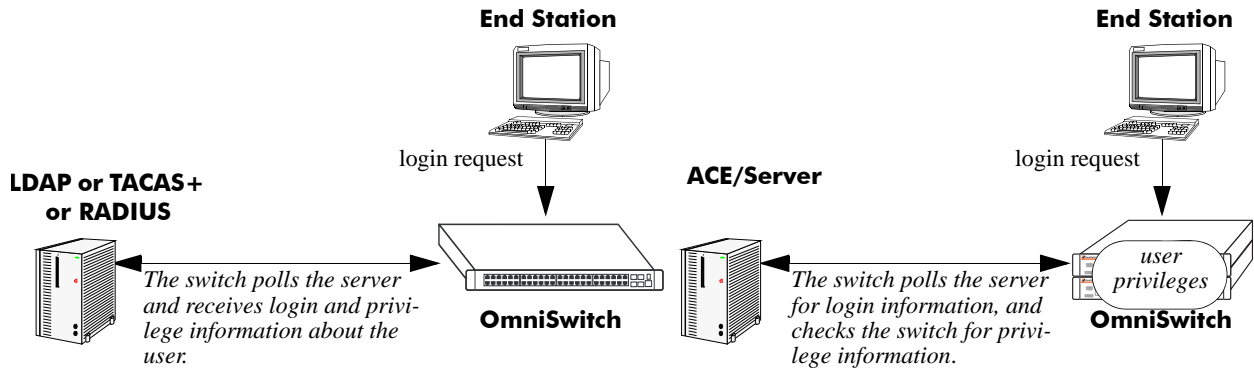 End Station
login request
LDAP or TACAS+
or RADIUS
The switch polls the server
and receives login and privi-
lege information about the
user.
OmniSwitch
End Station
login request
ACE/Server
The switch polls the server
for login information, and
checks the switch for privi-
lege information.
user
privileges
OmniSwitch